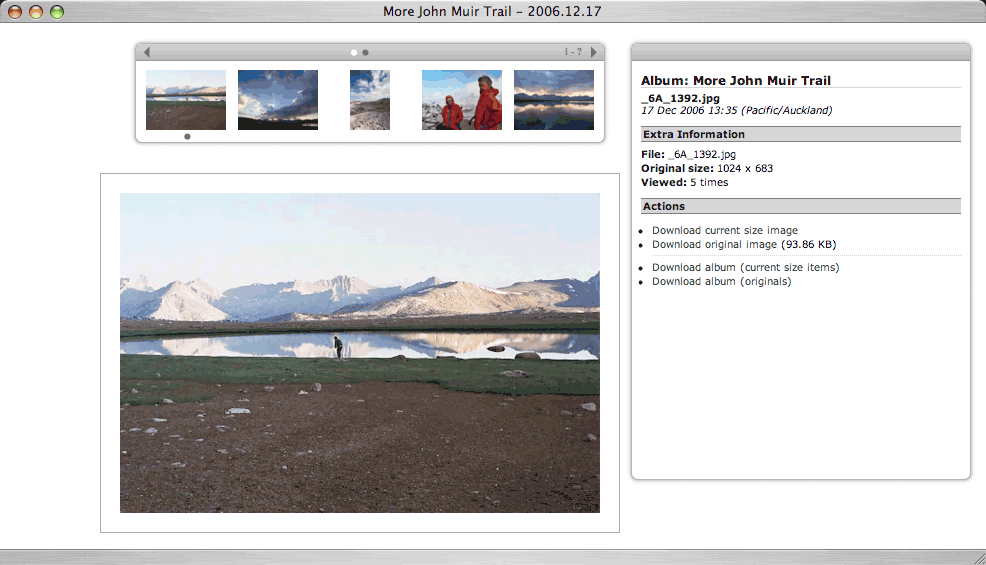 More John Muir Trail – 2006.12.17
i - ?
Album: More John Muir Trail
_6A_1392.jpg
17 Dec 2006 13:35 (Pacific/Auckland)
Extra Information
File: _6A_1392.jpg
Original size: 1024 x 683
Viewed: 5 times
Actions
Download current size image
Download original image (93.86 KB)
Download album (current size items)
Download album (originals)